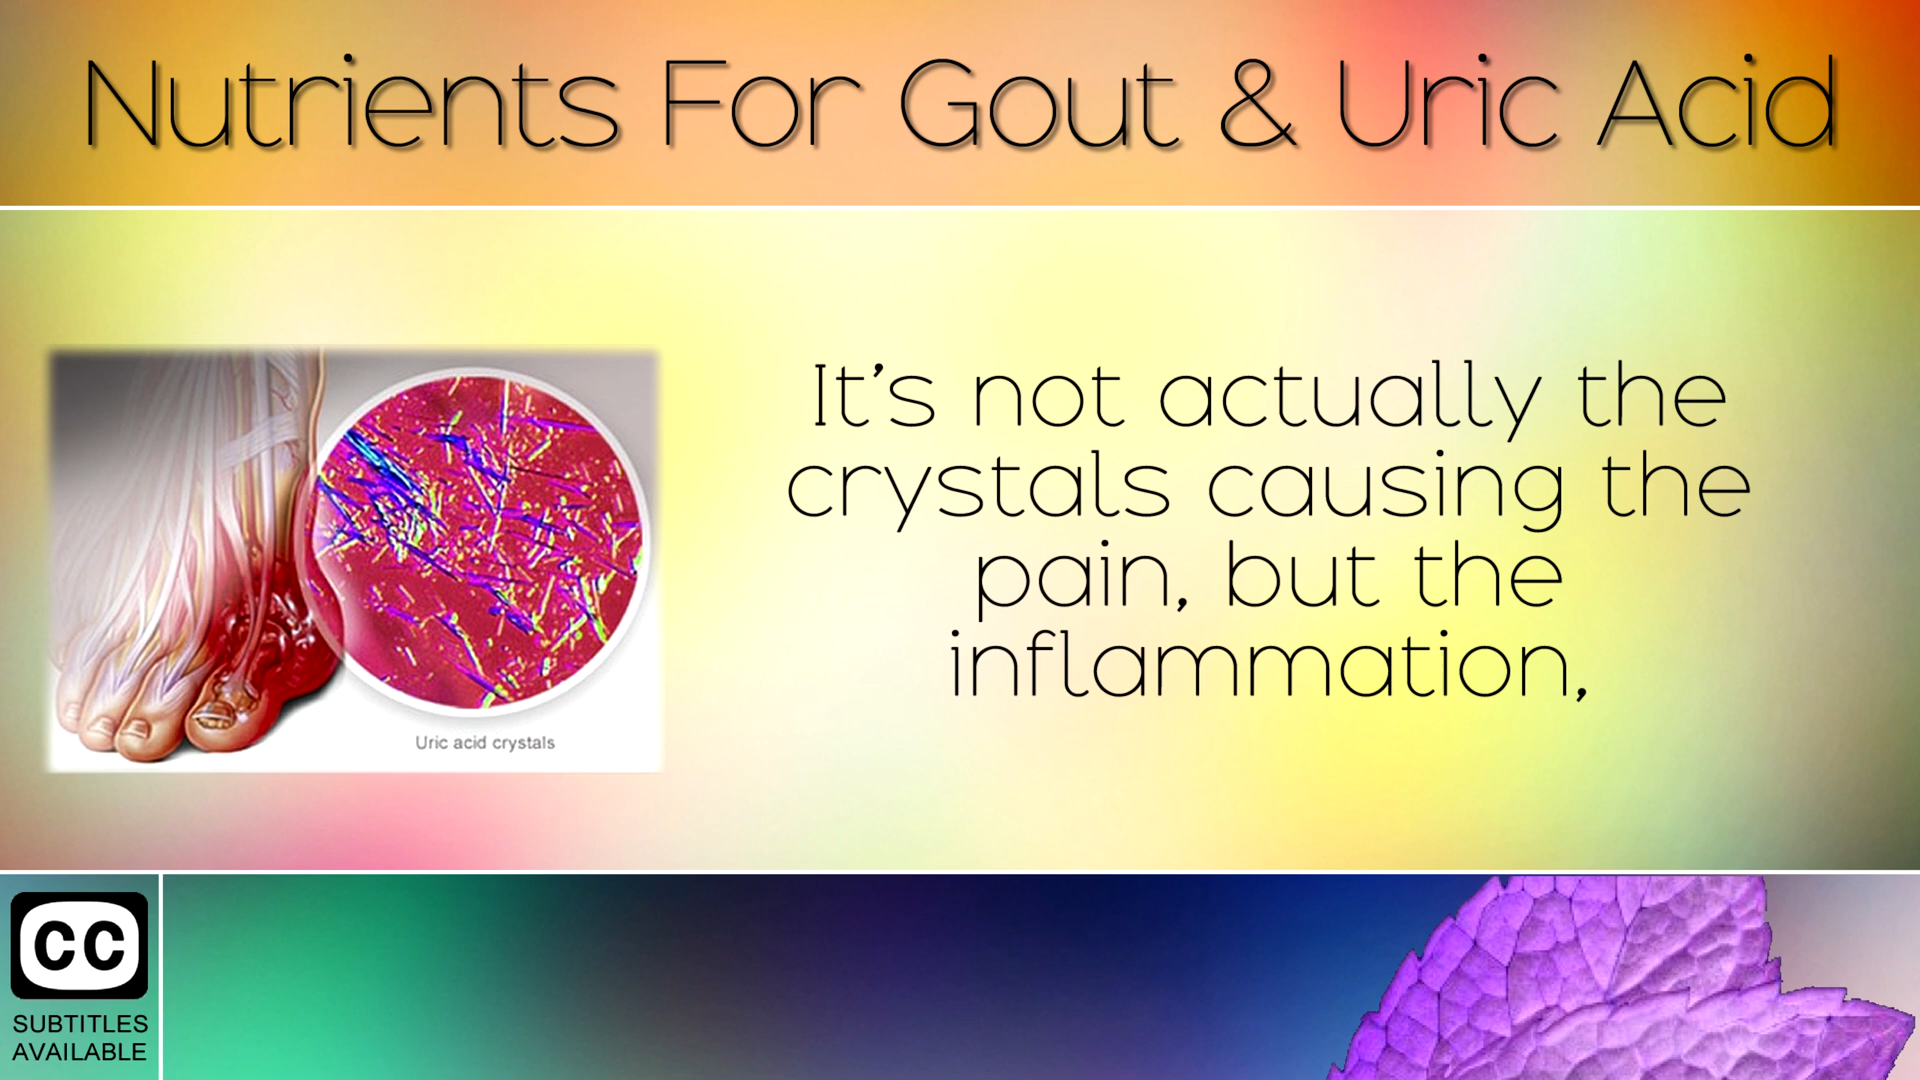 Nutrients For Gout & Uric Acid
It's not actually the
crystals causing the
pain, but the
inflammation,
Uric acid crystals
CC
SUBTITLES
AVAILABLE